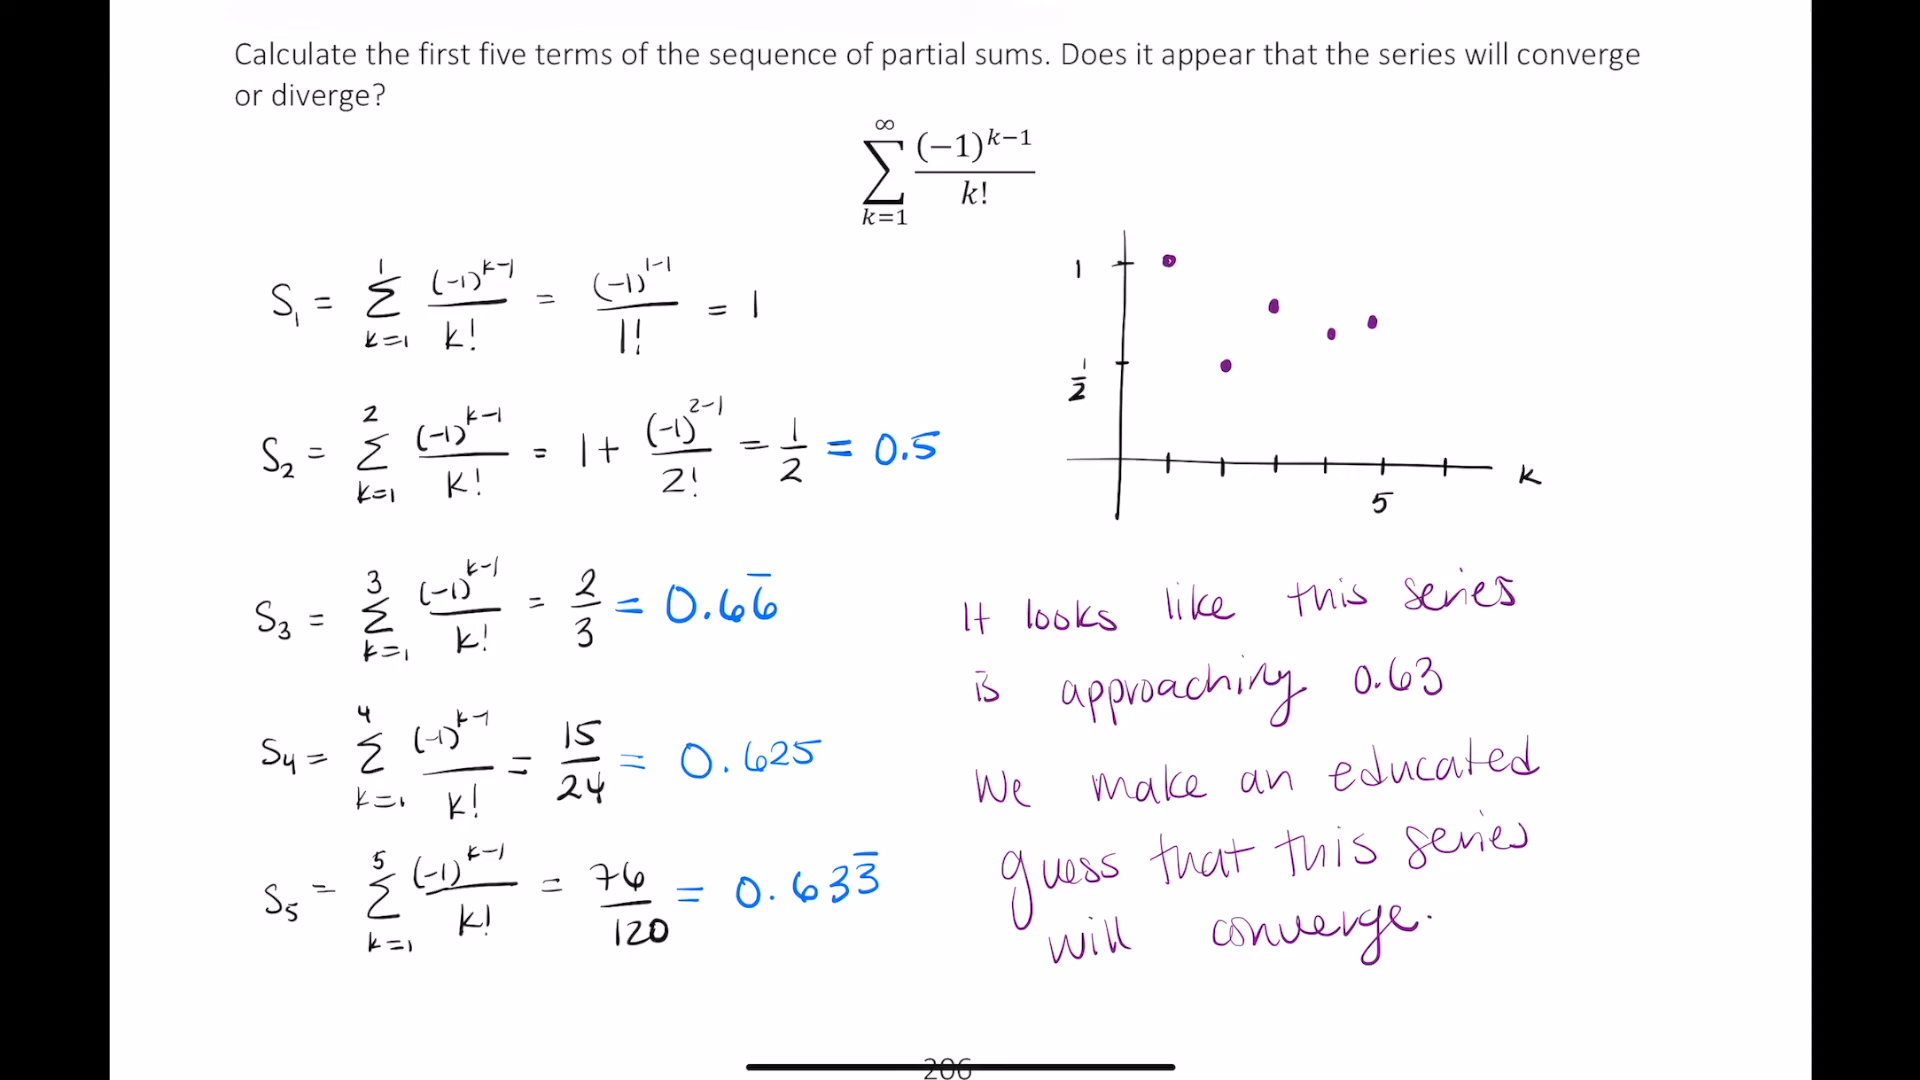 Calculate the first five terms of the sequence of partial sums. Does it appear that the series will converge
or diverge?
∑_{k=1}^{∞} (−1)^{k−1}/k!
S₁ = ∑_{k=1}^{1} (-1)^{k-1}/k! = (-1)^{1-1}/1! = 1
S₂ = ∑_{k=1}^{2} (-1)^{k-1}/k! = 1 + (-1)^{2-1}/2! = 1/2 = 0.5
S₃ = ∑_{k=1}^{3} (-1)^{k-1}/k! = 2/3 = 0.66̅
S₄ = ∑_{k=1}^{4} (-1)^{k-1}/k! = 15/24 = 0.625
S₅ = ∑_{k=1}^{5} (-1)^{k-1}/k! = 76/120 = 0.633̅
1
1/2
k
5
It looks like this series
is approaching 0.63
We make an educated
guess that this series
will converge.
206